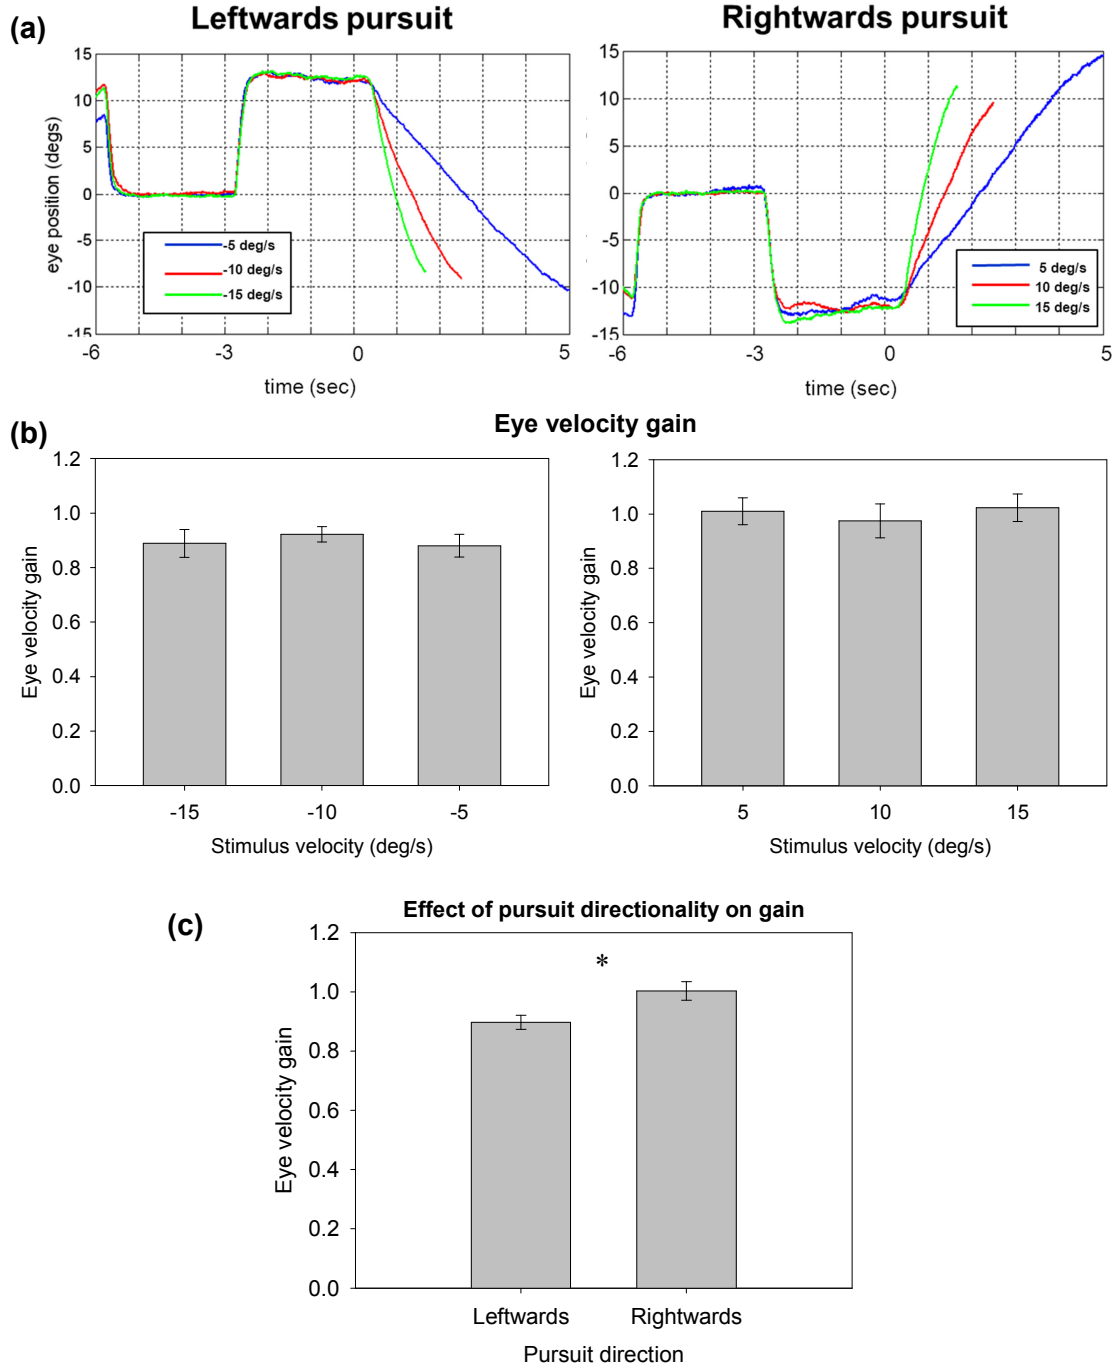 (a)
Leftwards pursuit
Rightwards pursuit
15
10
5
0
-5
-10
-15
eye position (degs)
-5 deg/s
-10 deg/s
-15 deg/s
-6
-3
0
5
time (sec)
15
10
5
0
-5
-10
-15
5 deg/s
10 deg/s
15 deg/s
-6
-3
0
5
time (sec)
(b)
Eye velocity gain
1.2
1.0
0.8
0.6
0.4
0.2
0.0
Eye velocity gain
-15
-10
-5
Stimulus velocity (deg/s)
1.2
1.0
0.8
0.6
0.4
0.2
0.0
Eye velocity gain
5
10
15
Stimulus velocity (deg/s)
(c)
Effect of pursuit directionality on gain
1.2
1.0
0.8
0.6
0.4
0.2
0.0
Eye velocity gain
*
Leftwards
Rightwards
Pursuit direction